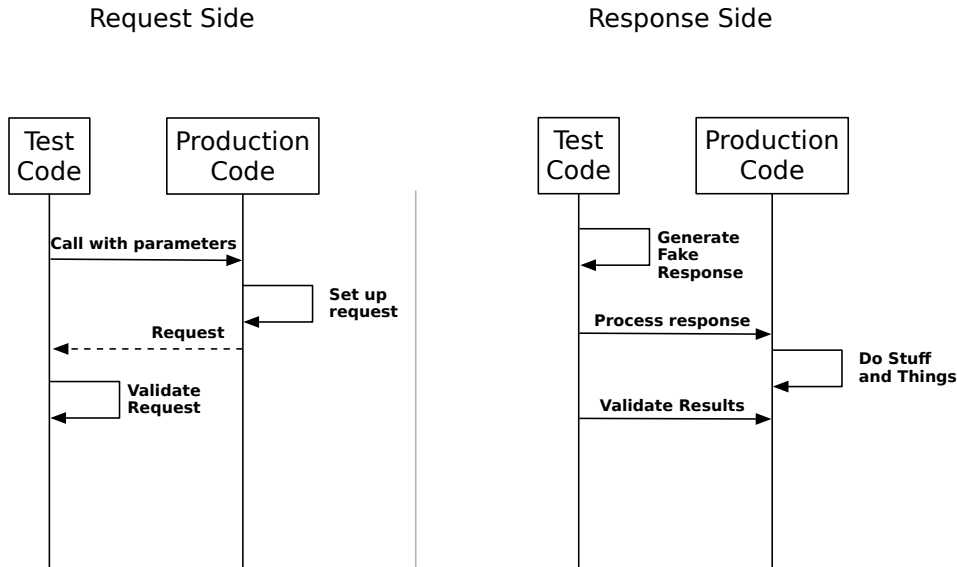 Request Side
Test
Code
Production
Code
Call with parameters
Set up
request
Request
Validate
Request
Response Side
Test
Code
Production
Code
Generate
Fake
Response
Process response
Do Stuff
and Things
Validate Results